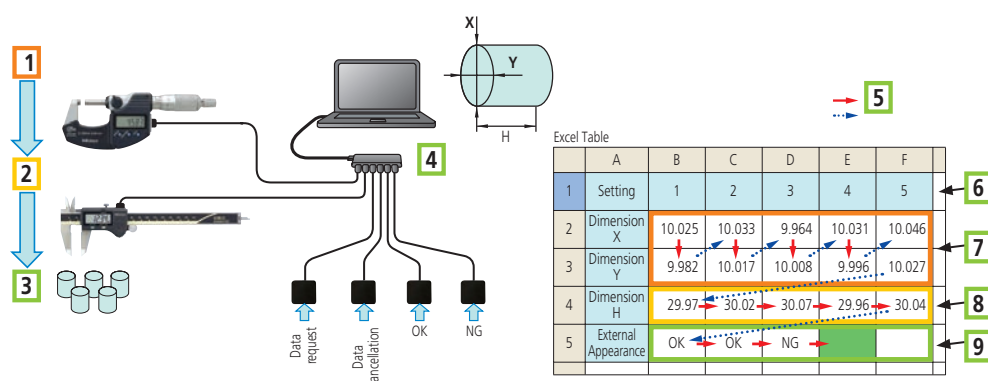 1
2
3
4
X
Y
H
5
Data
request
Data
cancellation
OK
NG
Excel Table
A B C D E F
1 Setting 1 2 3 4 5
6
2 Dimension
X
10.025 10.033 9.964 10.031 10.046
7
3 Dimension
Y
9.982 10.017 10.008 9.996 10.027
4 Dimension
H
29.97 30.02 30.07 29.96 30.04
8
5 External
Appearance
OK OK NG
9